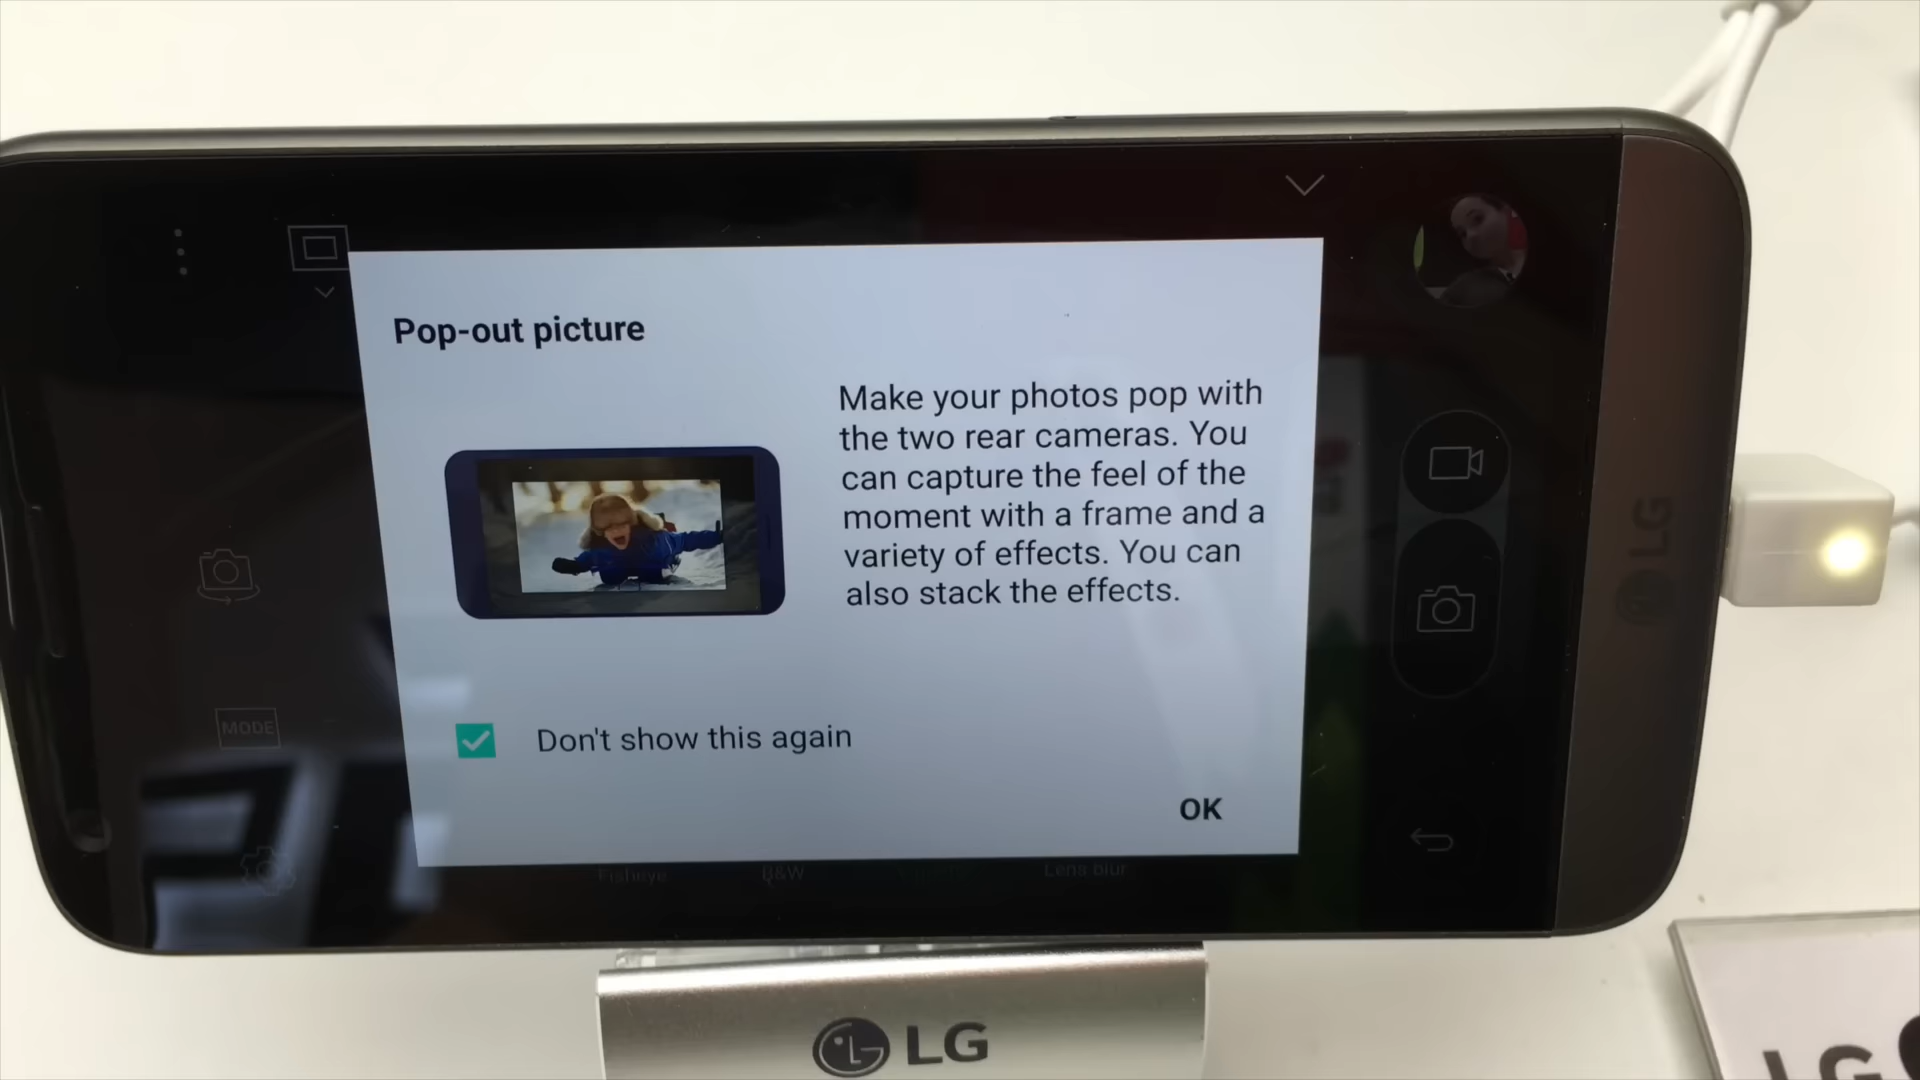 Pop-out picture
Make your photos pop with
the two rear cameras. You
can capture the feel of the
moment with a frame and a
variety of effects. You can
also stack the effects.
MODE
Don't show this again
OK
Fisheye B&W Lens blur
LG
LG
LG